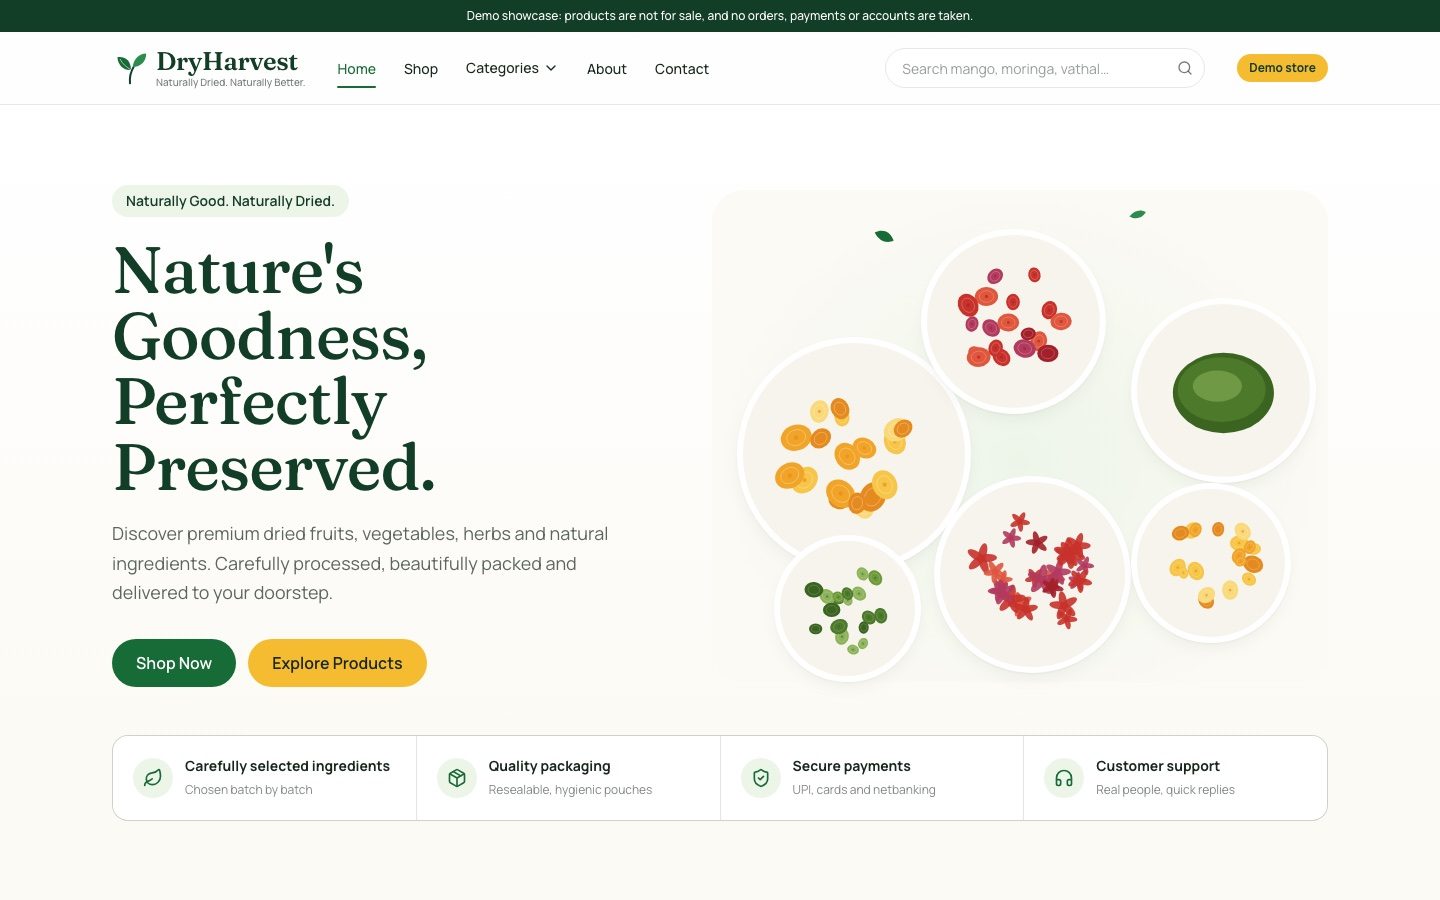 Demo showcase: products are not for sale, and no orders, payments or accounts are taken.
DryHarvest
Naturally Dried. Naturally Better.
Home
Shop
Categories
About
Contact
Search mango, moringa, vathal...
Demo store
Naturally Good. Naturally Dried.
Nature's
Goodness,
Perfectly
Preserved.
Discover premium dried fruits, vegetables, herbs and natural
ingredients. Carefully processed, beautifully packed and
delivered to your doorstep.
Shop Now
Explore Products
Carefully selected ingredients
Chosen batch by batch
Quality packaging
Resealable, hygienic pouches
Secure payments
UPI, cards and netbanking
Customer support
Real people, quick replies